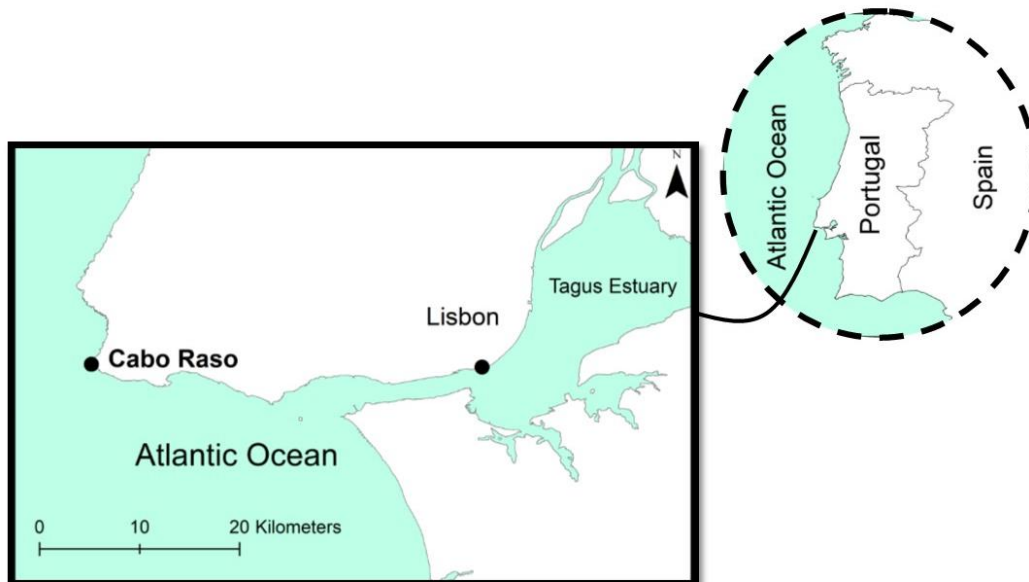 N
Tagus Estuary
Lisbon
Cabo Raso
Atlantic Ocean
0 10 20 Kilometers
Atlantic Ocean
Portugal
Spain